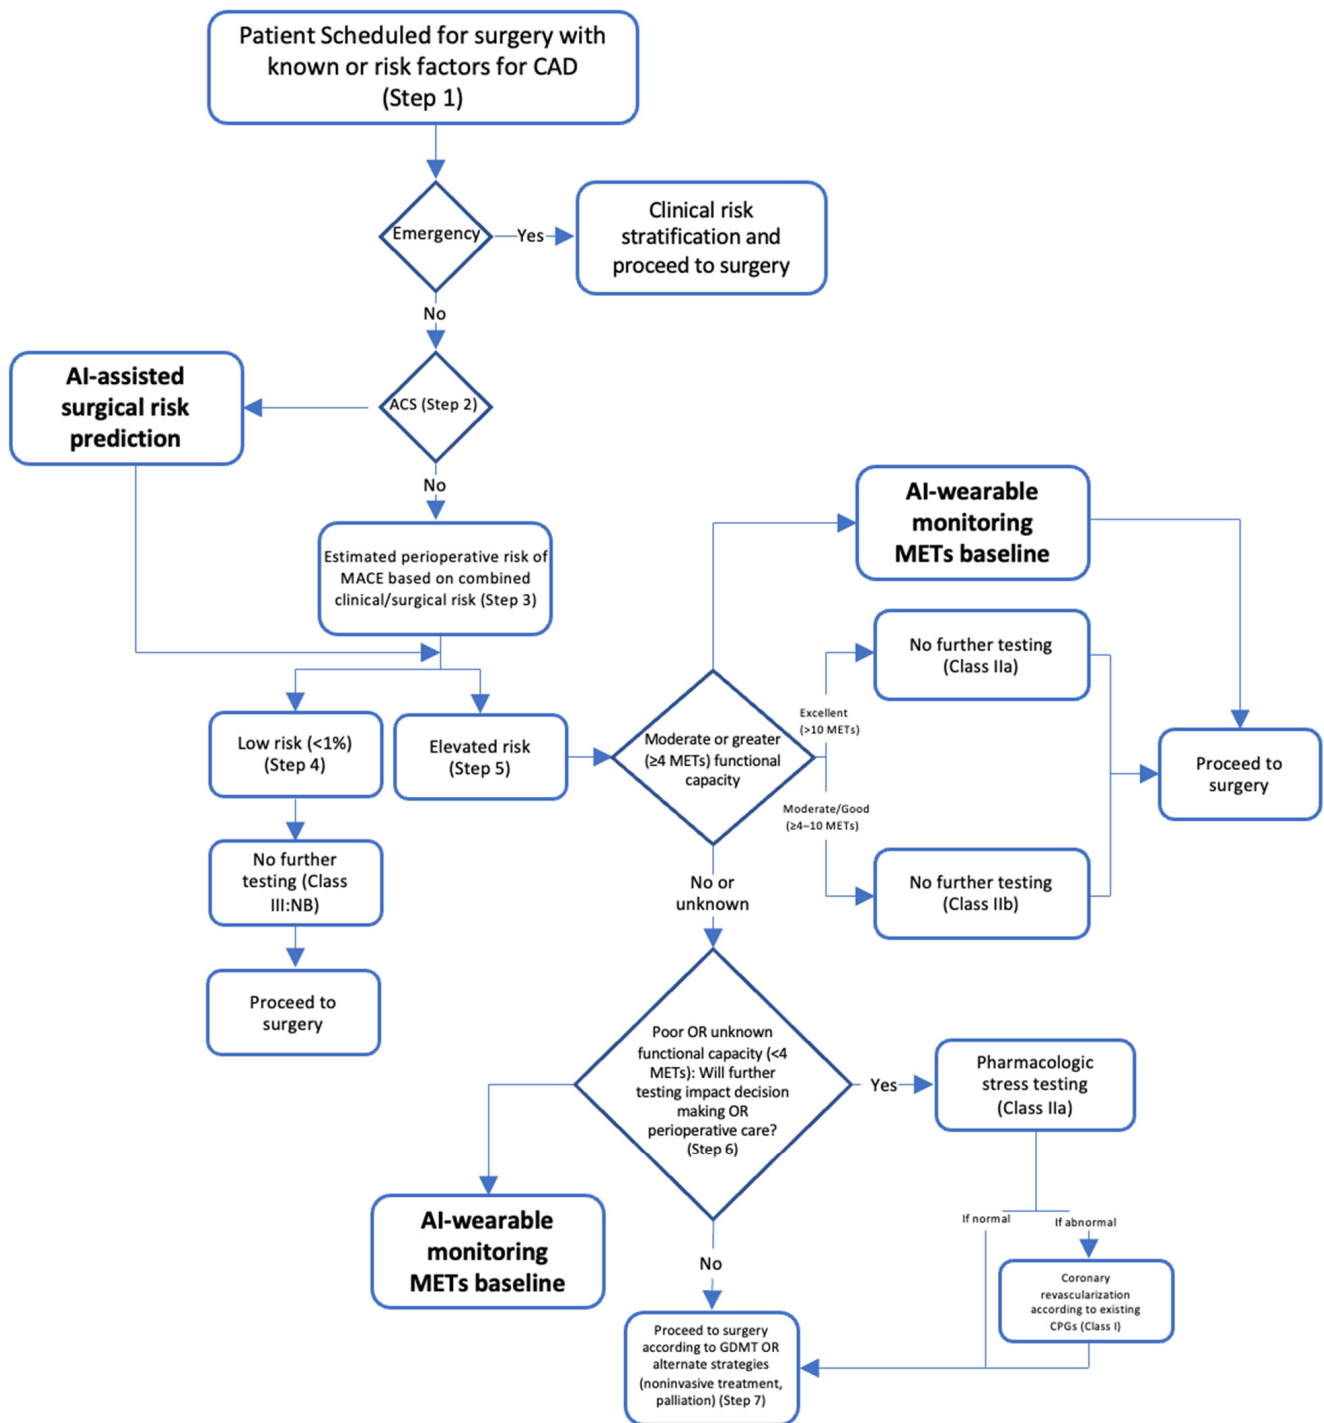 Patient Scheduled for surgery with
known or risk factors for CAD
(Step 1)
Emergency
Yes
Clinical risk
stratification and
proceed to surgery
No
AI-assisted
surgical risk
prediction
ACS (Step 2)
No
Estimated perioperative risk of
MACE based on combined
clinical/surgical risk (Step 3)
AI-wearable
monitoring
METs baseline
No further testing
(Class IIa)
Excellent
(>10 METs)
Low risk (<1%)
(Step 4)
Elevated risk
(Step 5)
Moderate or greater
(≥4 METs) functional
capacity
Proceed to
surgery
Moderate/Good
(≥4–10 METs)
No further
testing (Class
III:NB)
No or
unknown
No further testing
(Class IIb)
Proceed to
surgery
Poor OR unknown
functional capacity (<4
METs): Will further
testing impact decision
making OR
perioperative care?
(Step 6)
Yes
Pharmacologic
stress testing
(Class IIa)
AI-wearable
monitoring
METs baseline
If normal
If abnormal
No
Coronary
revascularization
according to existing
CPGs (Class I)
Proceed to surgery
according to GDMT OR
alternate strategies
(noninvasive treatment,
palliation) (Step 7)